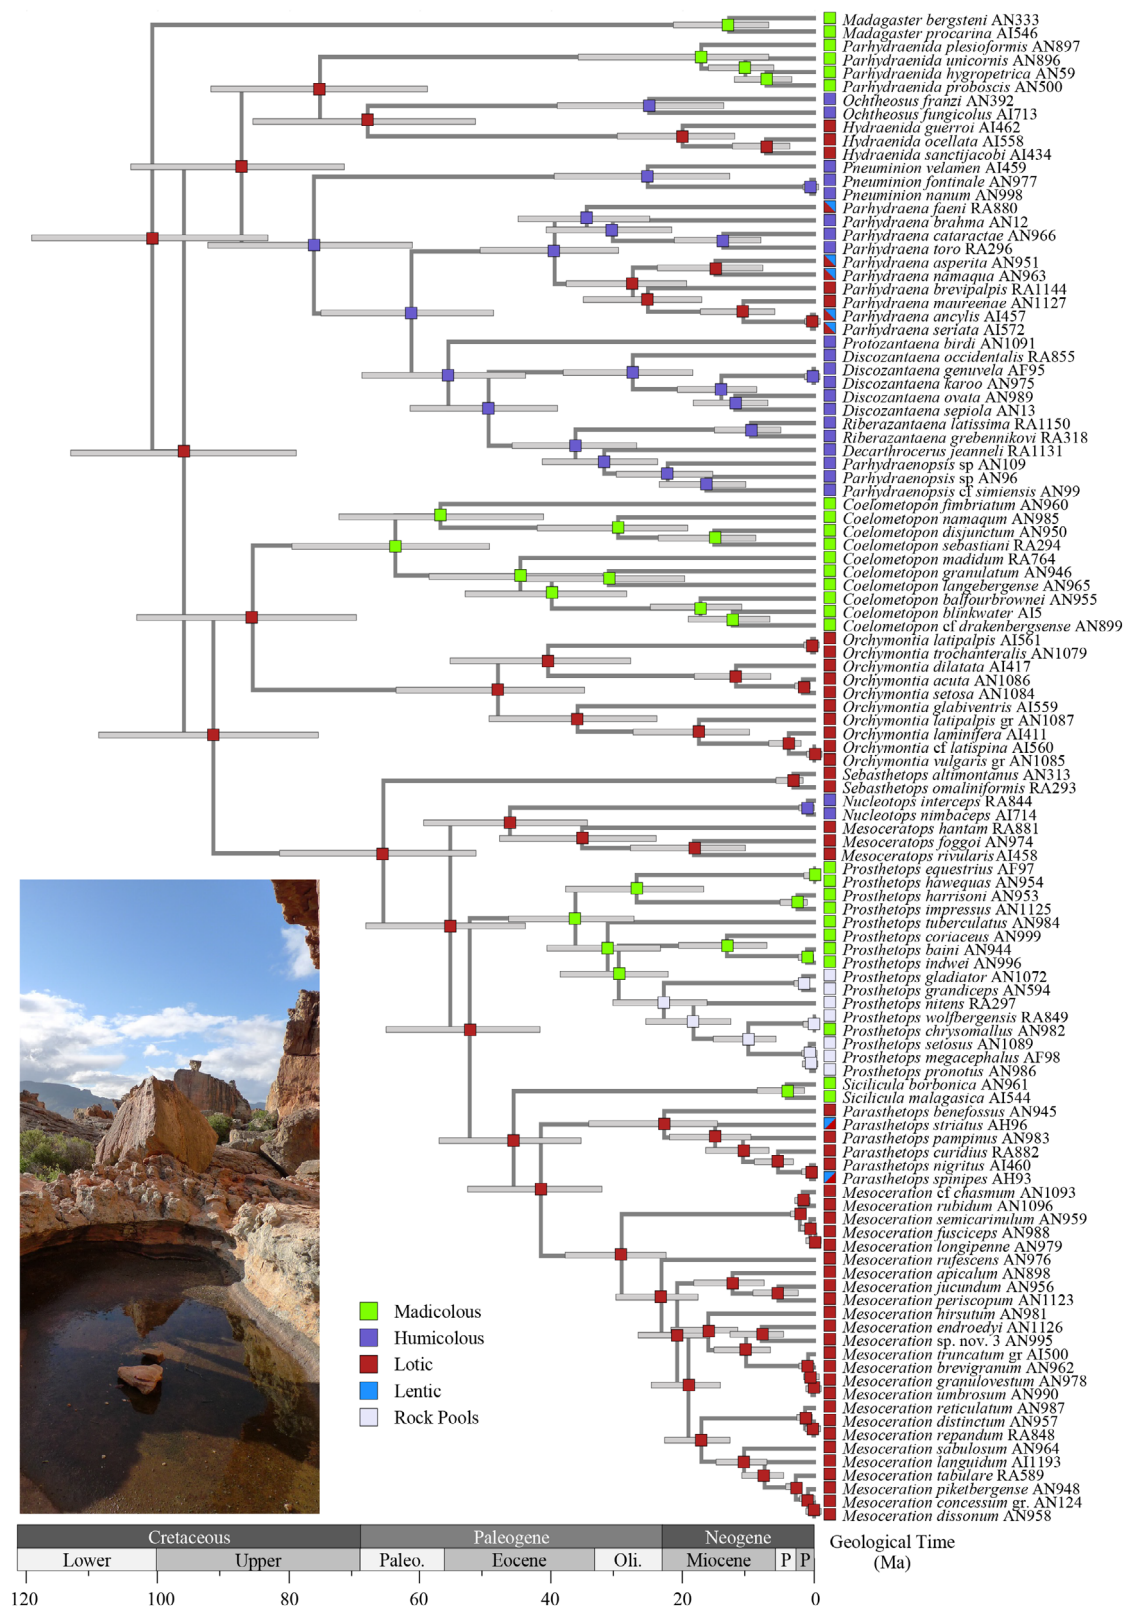 Madagaster bergsteni AN333
Madagaster procarina AI546
Parhydraenida plesioformis AN897
Parhydraenida unicornis AN896
Parhydraenida hygropetrica AN59
Parhydraenida proboscis AN500
Ochtheosus franzi AN392
Ochtheosus fungicolus AI713
Hydraenida guerroi AI462
Hydraenida ocellata AI558
Hydraenida sanctijacobi AI434
Pneuminion velamen AI459
Pneuminion fontinale AN977
Pneuminion nanum AN998
Parhydraena faeni RA880
Parhydraena brahma AN12
Parhydraena cataractae AN966
Parhydraena toro RA296
Parhydraena asperita AN951
Parhydraena namaqua AN963
Parhydraena brevipalpis RA1144
Parhydraena maureenae AN1127
Parhydraena ancylis AI457
Parhydraena seriata AI572
Protozantaena birdi AN1091
Discozantaena occidentalis RA855
Discozantaena genuvela AF95
Discozantaena karoo AN975
Discozantaena ovata AN989
Discozantaena sepiola AN13
Riberazantaena latissima RA1150
Riberazantaena grebennikovi RA318
Decarthrocerus jeanneli RA1131
Parhydraenopsis sp AN109
Parhydraenopsis sp AN96
Parhydraenopsis cf simiensis AN99
Coelometopon fimbriatum AN960
Coelometopon namaqum AN985
Coelometopon disjunctum AN950
Coelometopon sebastiani RA294
Coelometopon madidum RA764
Coelometopon granulatum AN946
Coelometopon langebergense AN965
Coelometopon balfourbrownei AN955
Coelometopon blinkwater AI5
Coelometopon cf drakenbergsense AN899
Orchymontia latipalpis AI561
Orchymontia trochanteralis AN1079
Orchymontia dilatata AI417
Orchymontia acuta AN1086
Orchymontia setosa AN1084
Orchymontia glabiventris AI559
Orchymontia latipalpis gr AN1087
Orchymontia laminifera AI411
Orchymontia cf latispina AI560
Orchymontia vulgaris gr AN1085
Sebasthetops altimontanus AN313
Sebasthetops omaliniformis RA293
Nucleotops interceps RA844
Nucleotops nimbaceps AI714
Mesoceratops hantam RA881
Mesoceratops foggoi AN974
Mesoceratops rivularis AI458
Prosthetops equestrius AF97
Prosthetops hawequas AN954
Prosthetops harrisoni AN953
Prosthetops impressus AN1125
Prosthetops tuberculatus AN984
Prosthetops coriaceus AN999
Prosthetops baini AN944
Prosthetops indwei AN996
Prosthetops gladiator AN1072
Prosthetops grandiceps AN594
Prosthetops nitens RA297
Prosthetops wolfbergensis RA849
Prosthetops chrysomallus AN982
Prosthetops setosus AN1089
Prosthetops megacephalus AF98
Prosthetops pronotus AN986
Sicilicula borbonica AN961
Sicilicula malagasica AI544
Parasthetops benefossus AN945
Parasthetops striatus AH96
Parasthetops pampinus AN983
Parasthetops curidius RA882
Parasthetops nigritus AI460
Parasthetops spinipes AH93
Mesoceration cf chasmum AN1093
Mesoceration rubidum AN1096
Mesoceration semicarinulum AN959
Mesoceration fusciceps AN988
Mesoceration longipenne AN979
Mesoceration rufescens AN976
Mesoceration apicalum AN898
Mesoceration jucundum AN956
Mesoceration periscopum AN1123
Mesoceration hirsutum AN981
Mesoceration endroedyi AN1126
Mesoceration sp. nov. 3 AN995
Mesoceration truncatum gr AI500
Mesoceration brevigranum AN962
Mesoceration granulovestum AN978
Mesoceration umbrosum AN990
Mesoceration reticulatum AN987
Mesoceration distinctum AN957
Mesoceration repandum RA848
Mesoceration sabulosum AN964
Mesoceration languidum AI1193
Mesoceration tabulare RA589
Mesoceration piketbergense AN948
Mesoceration concessum gr. AN124
Mesoceration dissonum AN958
Madicolous
Humicolous
Lotic
Lentic
Rock Pools
Cretaceous Paleogene Neogene
Lower Upper Paleo. Eocene Oli. Miocene P P
Geological Time
(Ma)
120 100 80 60 40 20 0